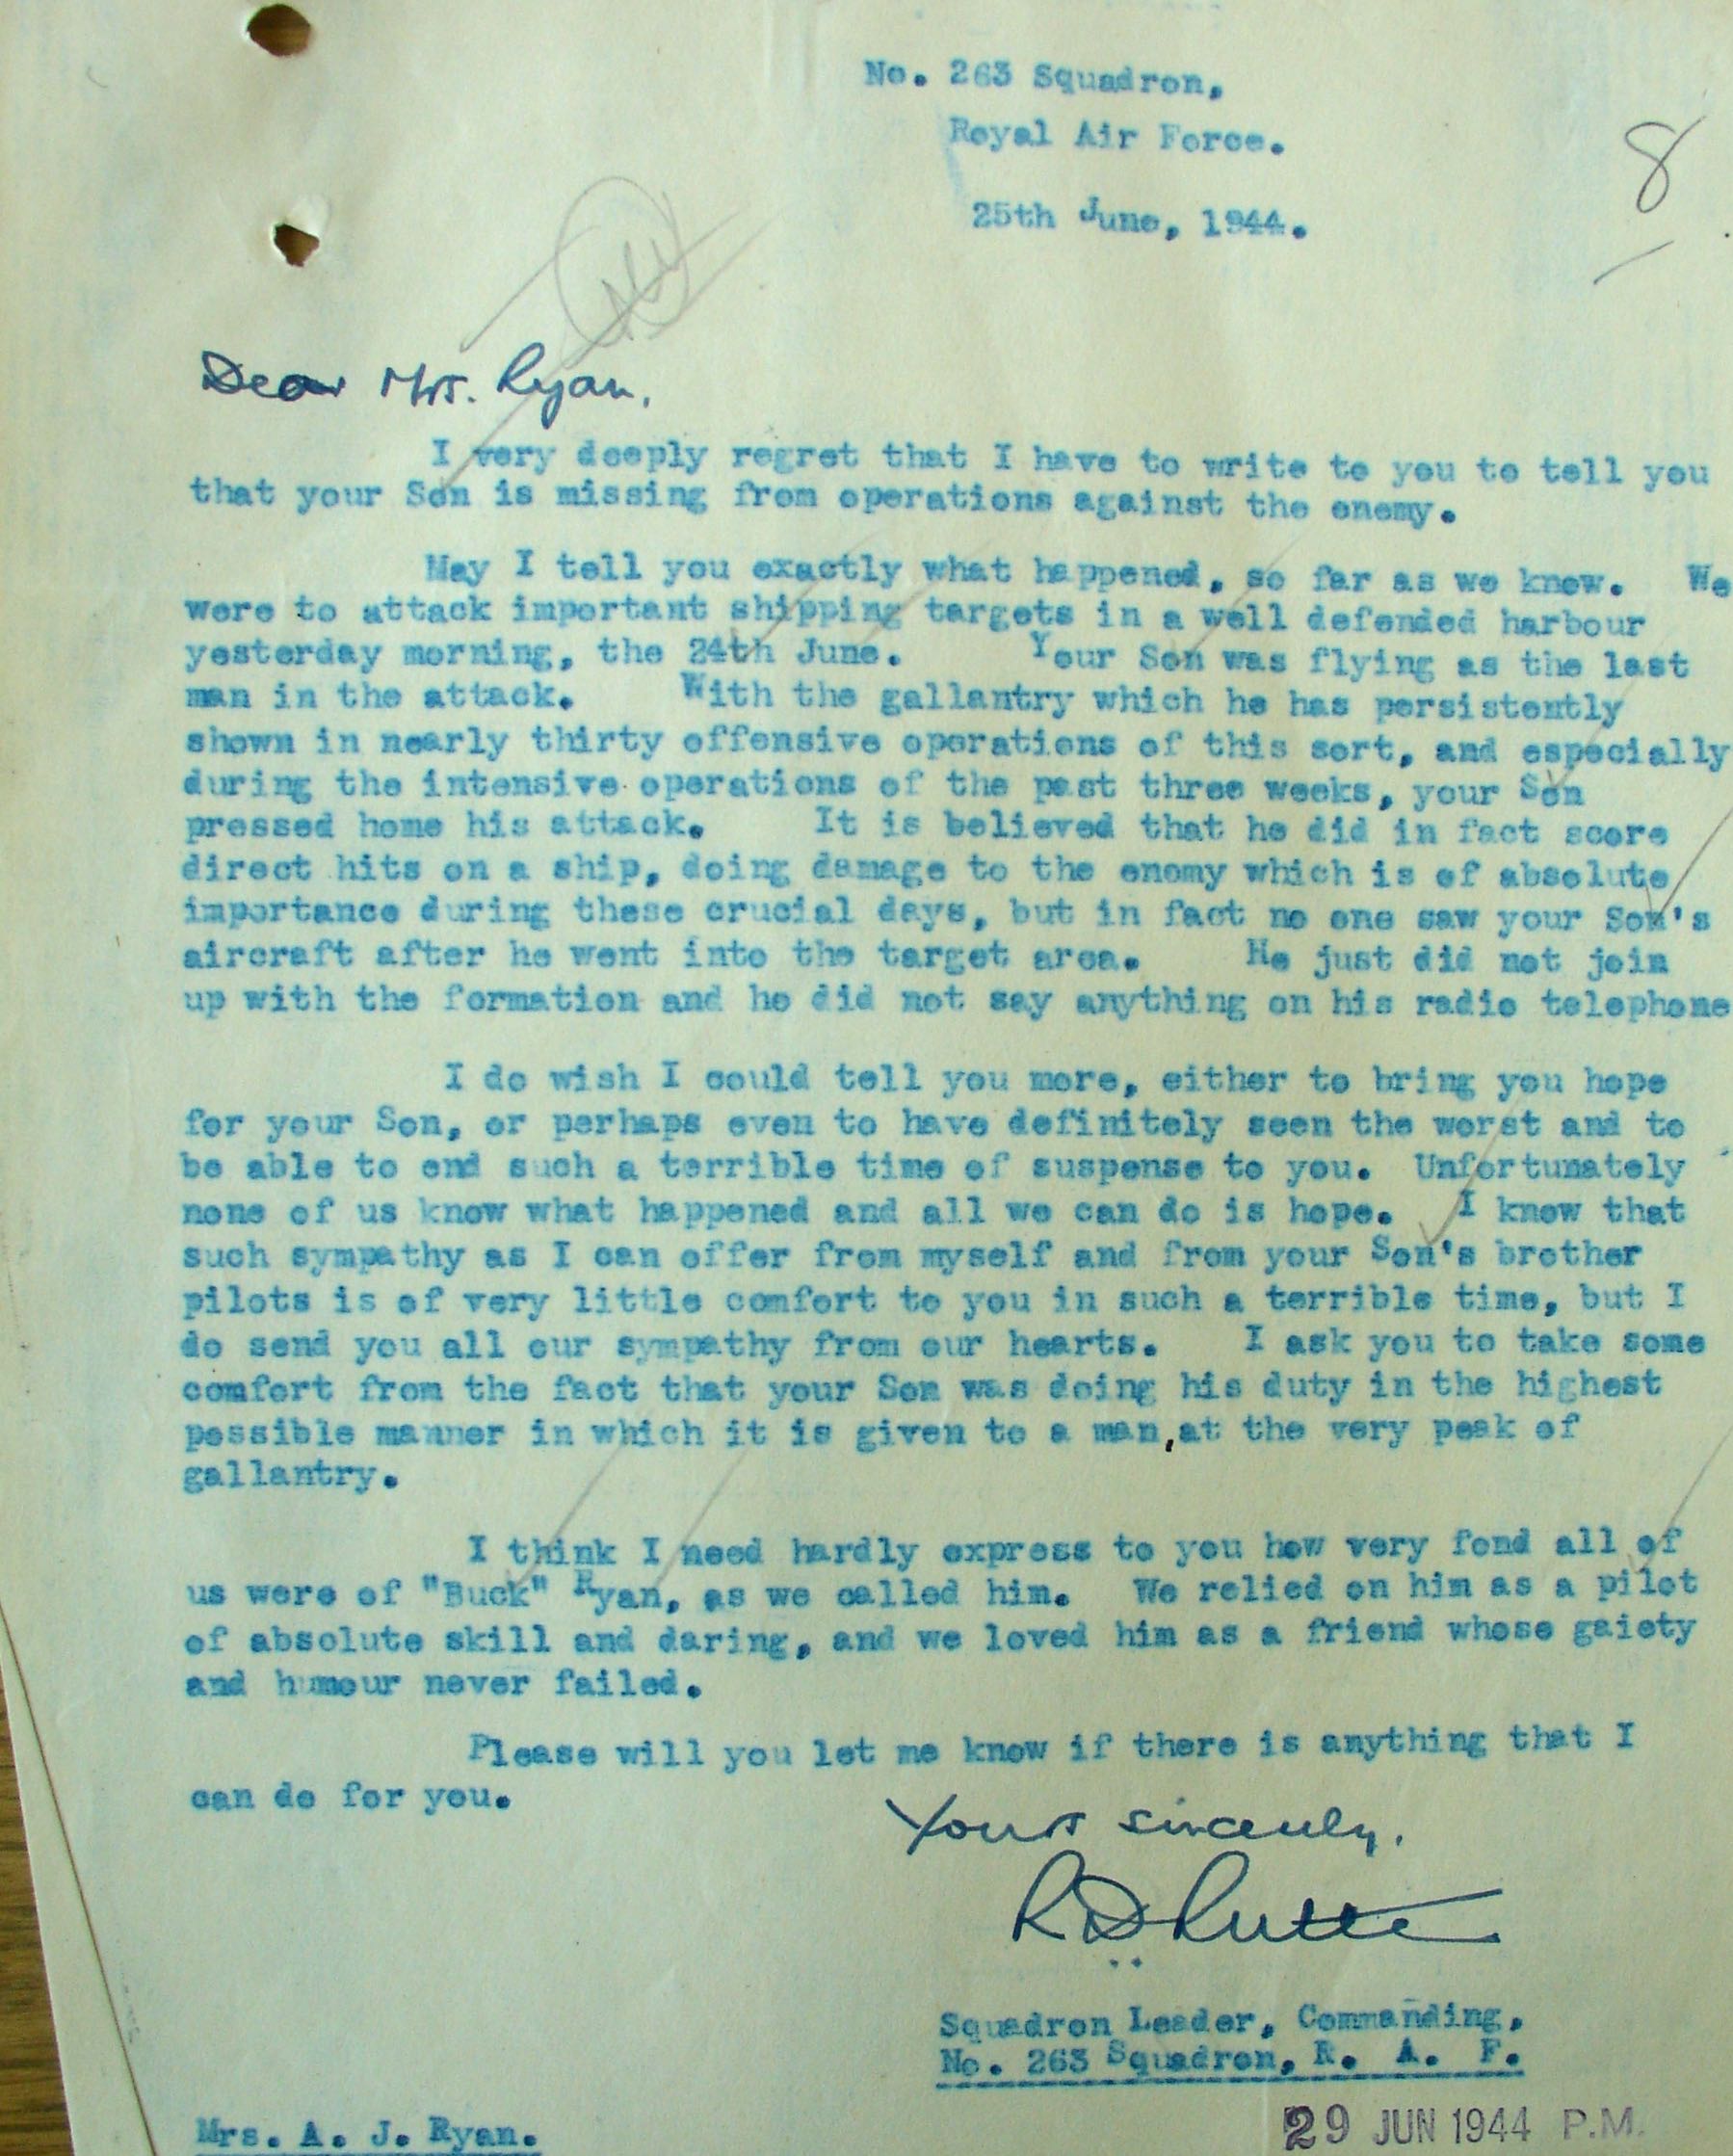 No. 263 Squadron,
Royal Air Force.
8
25th June, 1944.
Dear Mrs. Ryan,
I very deeply regret that I have to write to you to tell you
that your Son is missing from operations against the enemy.
May I tell you exactly what happened, so far as we know. We
were to attack important shipping targets in a well defended harbour
yesterday morning, the 24th June. Your Son was flying as the last
man in the attack. With the gallantry which he has persistently
shown in nearly thirty offensive operations of this sort, and especially
during the intensive operations of the past three weeks, your Son
pressed home his attack. It is believed that he did in fact score
direct hits on a ship, doing damage to the enemy which is of absolute
importance during these crucial days, but in fact no one saw your Son's
aircraft after he went into the target area. He just did not join
up with the formation and he did not say anything on his radio telephone
I do wish I could tell you more, either to bring you hope
for your Son, or perhaps even to have definitely seen the worst and to
be able to end such a terrible time of suspense to you. Unfortunately
none of us know what happened and all we can do is hope. I know that
such sympathy as I can offer from myself and from your Son's brother
pilots is of very little comfort to you in such a terrible time, but I
do send you all our sympathy from our hearts. I ask you to take some
comfort from the fact that your Son was doing his duty in the highest
possible manner in which it is given to a man, at the very peak of
gallantry.
I think I need hardly express to you how very fond all of
us were of "Buck" Ryan, as we called him. We relied on him as a pilot
of absolute skill and daring, and we loved him as a friend whose gaiety
and humour never failed.
Please will you let me know if there is anything that I
can do for you.
Yours sincerely,
Squadron Leader, Commanding,
No. 263 Squadron, R. A. F.
29 JUN 1944 P.M.
Mrs. A. J. Ryan.